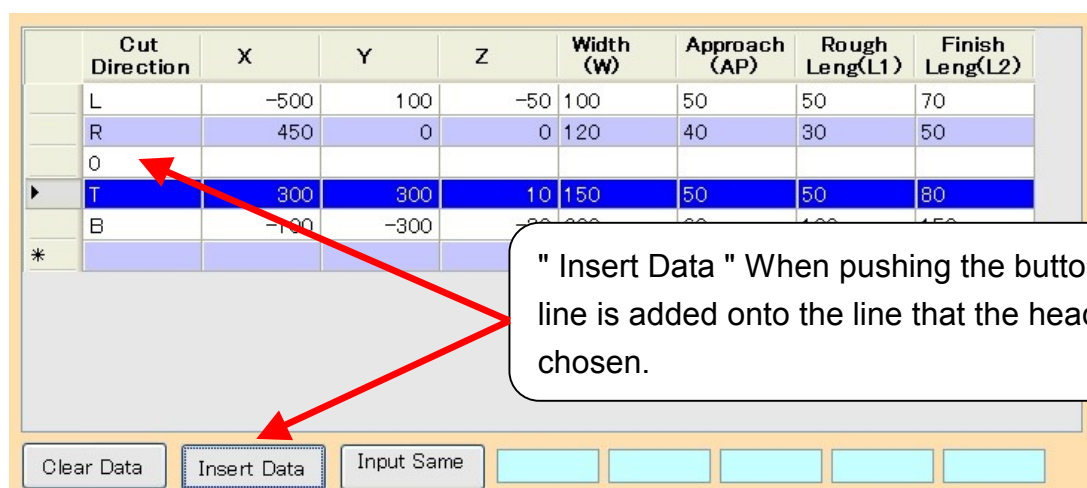 Cut Direction X Y Z Width (W) Approach (AP) Rough Leng(L1) Finish Leng(L2)
L -500 100 -50 100 50 50 70
R 450 0 0 120 40 30 50
0
T 300 300 10 150 50 50 80
B -300
*
" Insert Data " When pushing the butto
line is added onto the line that the head
chosen.
Clear Data Insert Data Input Same